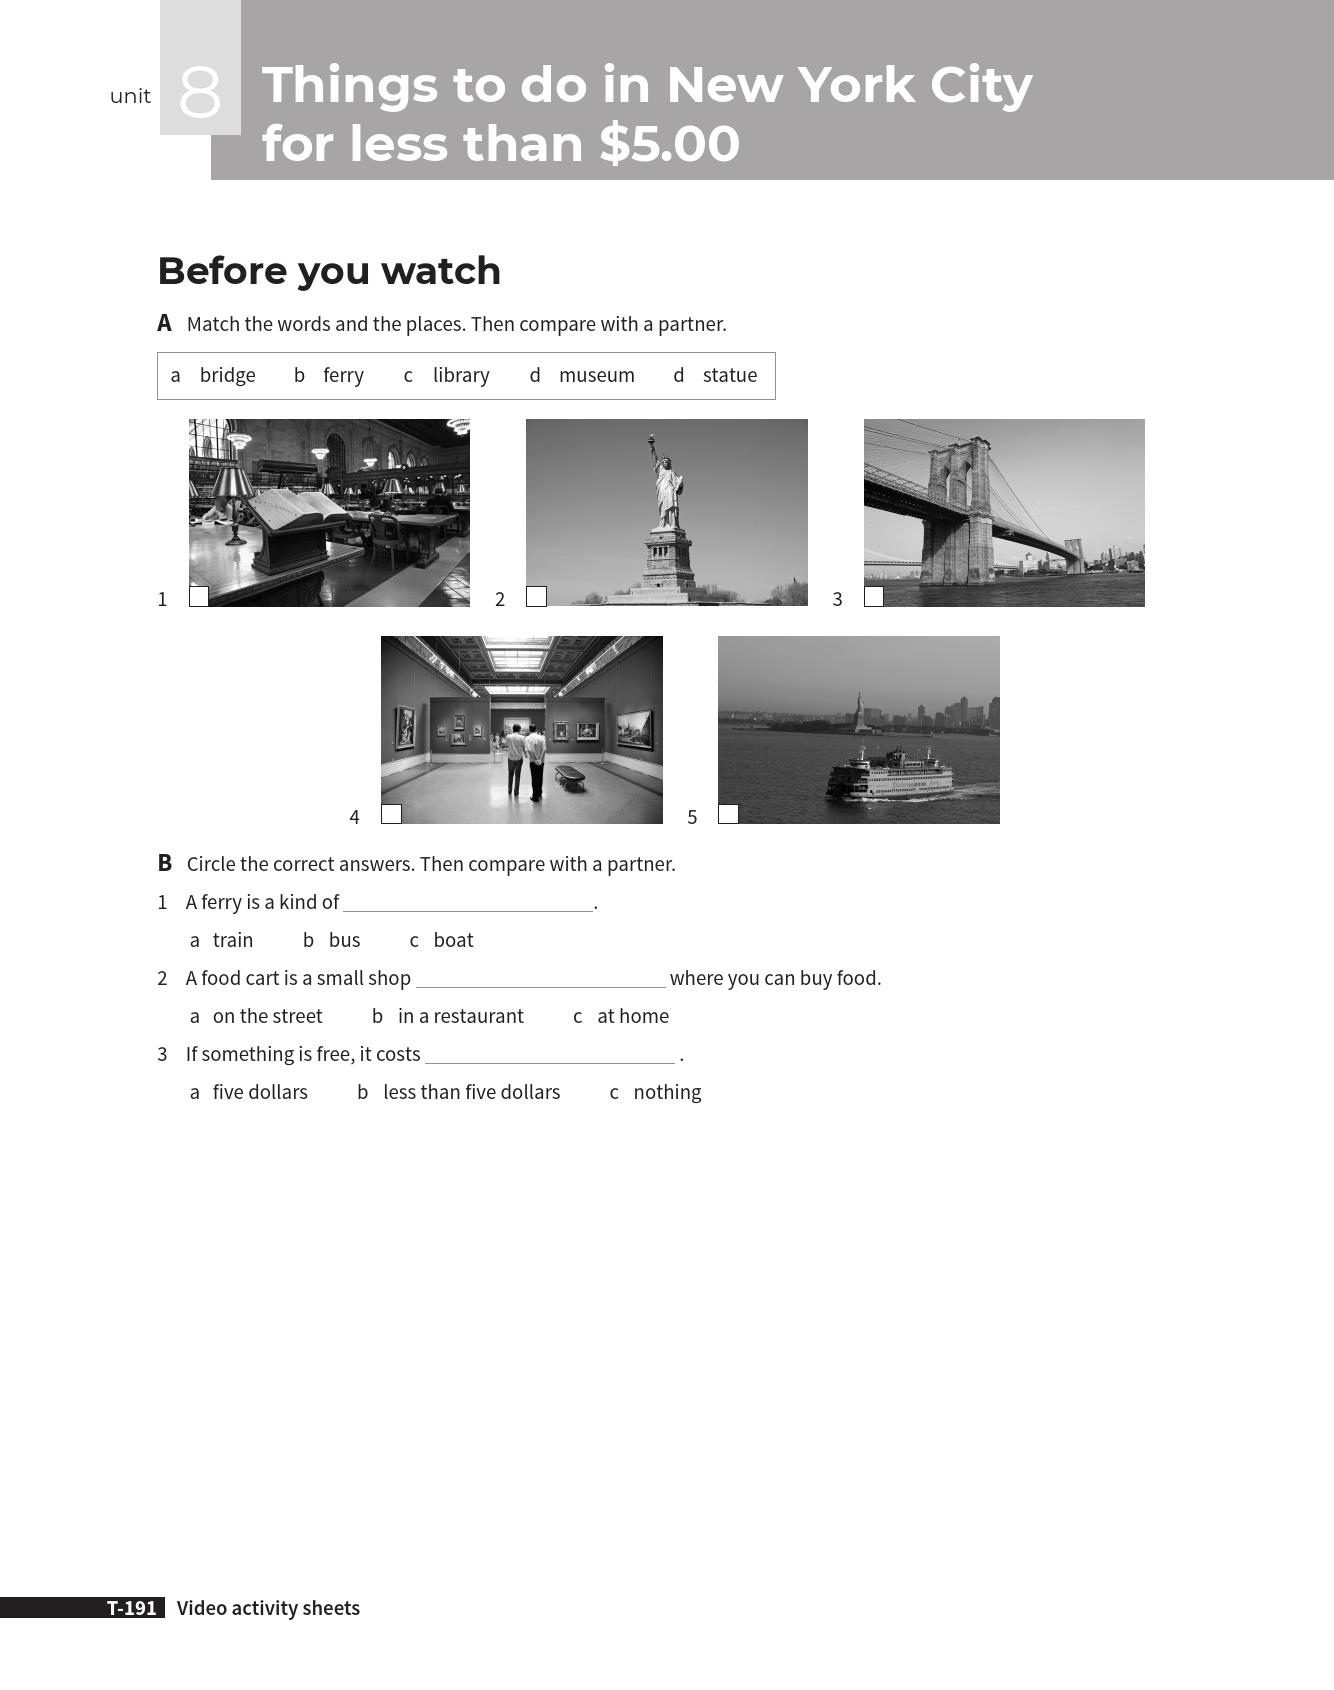 unit 8 Things to do in New York City
for less than $5.00
Before you watch
A Match the words and the places. Then compare with a partner.
a bridge b ferry c library d museum d statue
1 2 3
4 5
B Circle the correct answers. Then compare with a partner.
1 A ferry is a kind of _________________________.
a train b bus c boat
2 A food cart is a small shop _________________________ where you can buy food.
a on the street b in a restaurant c at home
3 If something is free, it costs _________________________ .
a five dollars b less than five dollars c nothing
T-191 Video activity sheets